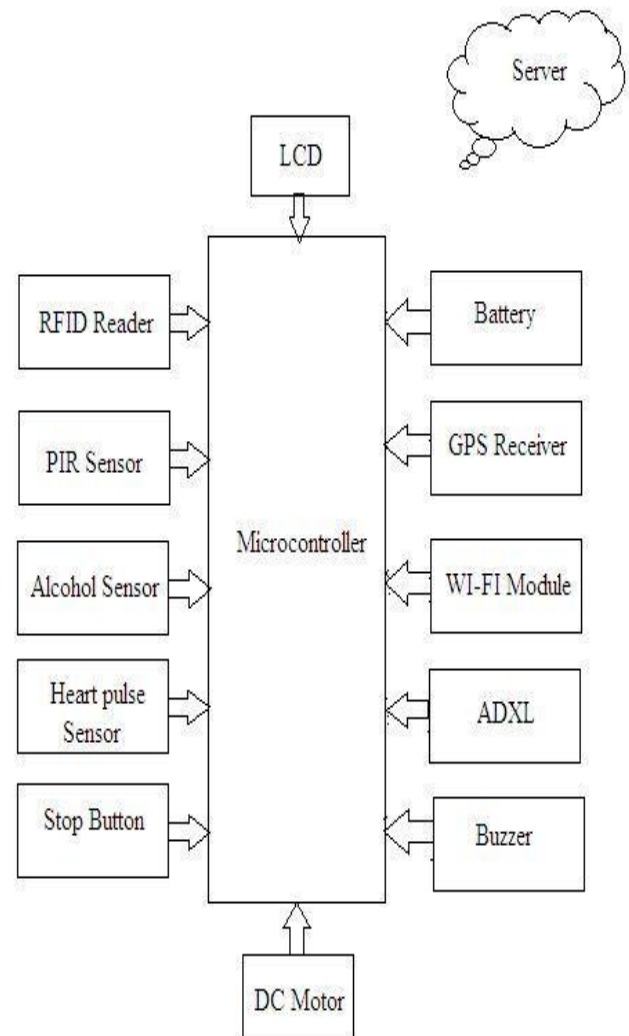 Server
LCD
RFID Reader
Battery
PIR Sensor
GPS Receiver
Microcontroller
Alcohol Sensor
WI-FI Module
Heart pulse
Sensor
ADXL
Stop Button
Buzzer
DC Motor